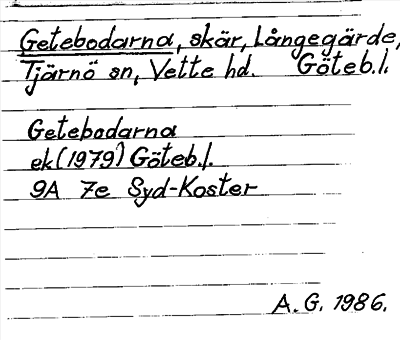 Getebodarna, skär, Långegärde,
Tjärnö sn, Vette hd. Göteb.l.
Getebodarna
ek(1979) Göteb.l.
9A 7e Syd-Koster
A.G. 1986.